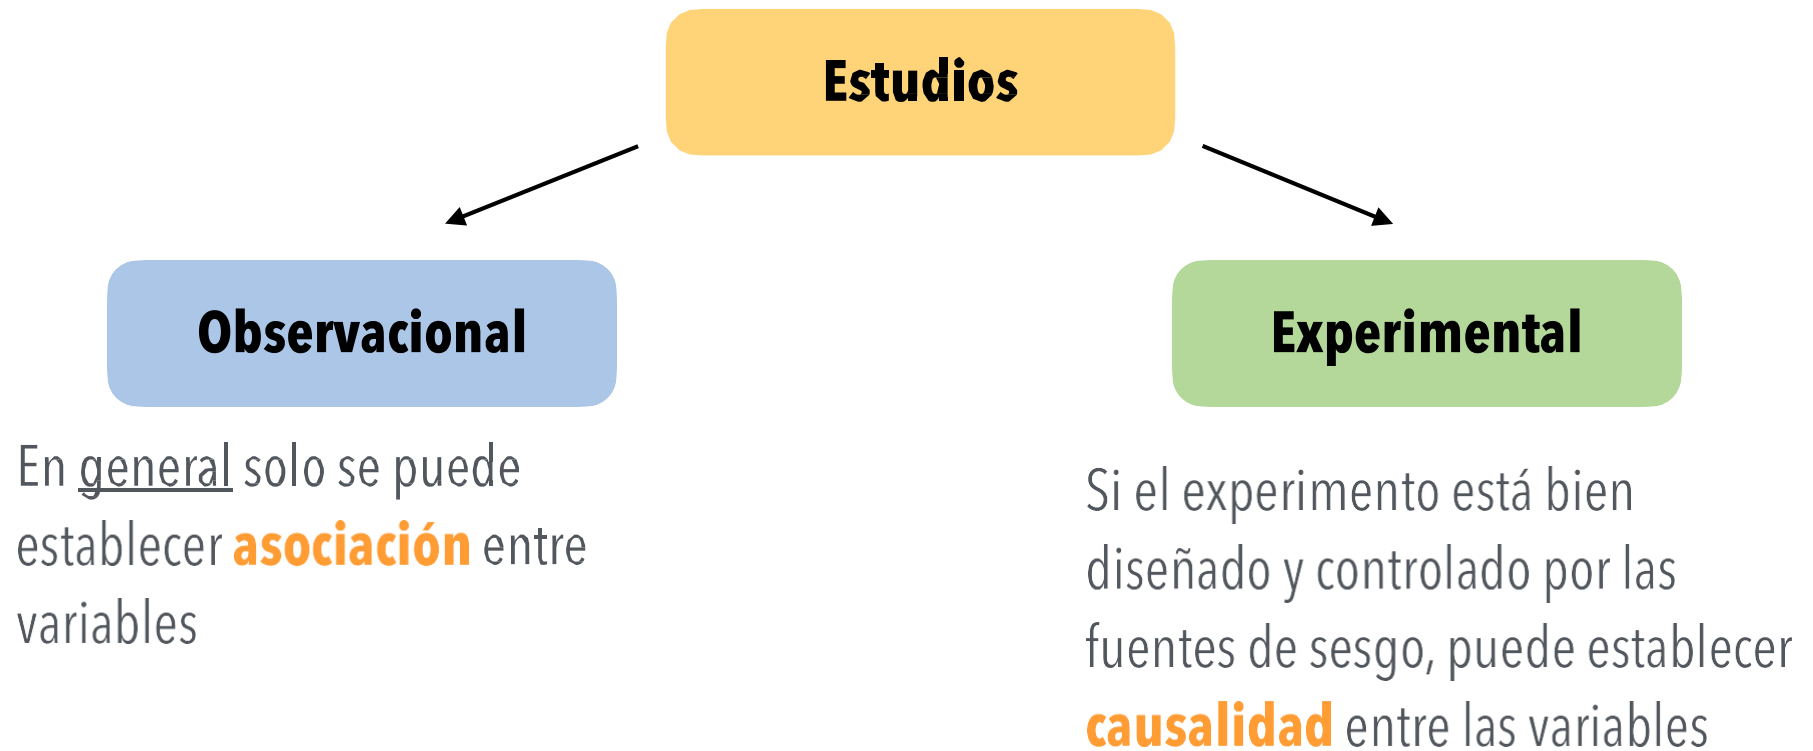 Estudios
Observacional
En general solo se puede
establecer asociación entre
variables
Experimental
Si el experimento está bien
diseñado y controlado por las
fuentes de sesgo, puede establecer
causalidad entre las variables